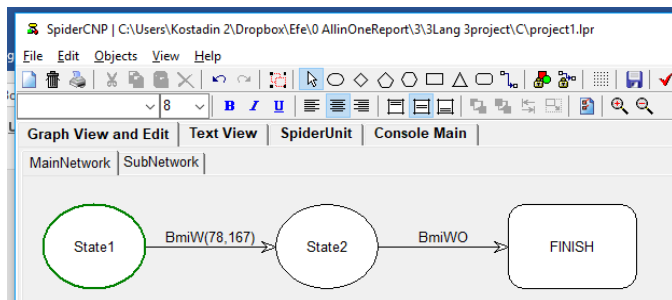 SpiderCNP | C:\Users\Kostadin 2\Dropbox\Efe\0 AllinOneReport\3\3Lang 3project\C\project1.lpr
File Edit Objects View Help
8 B I U
Graph View and Edit Text View SpiderUnit Console Main
MainNetwork SubNetwork
State1 BmiW(78,167) State2 BmiWO FINISH